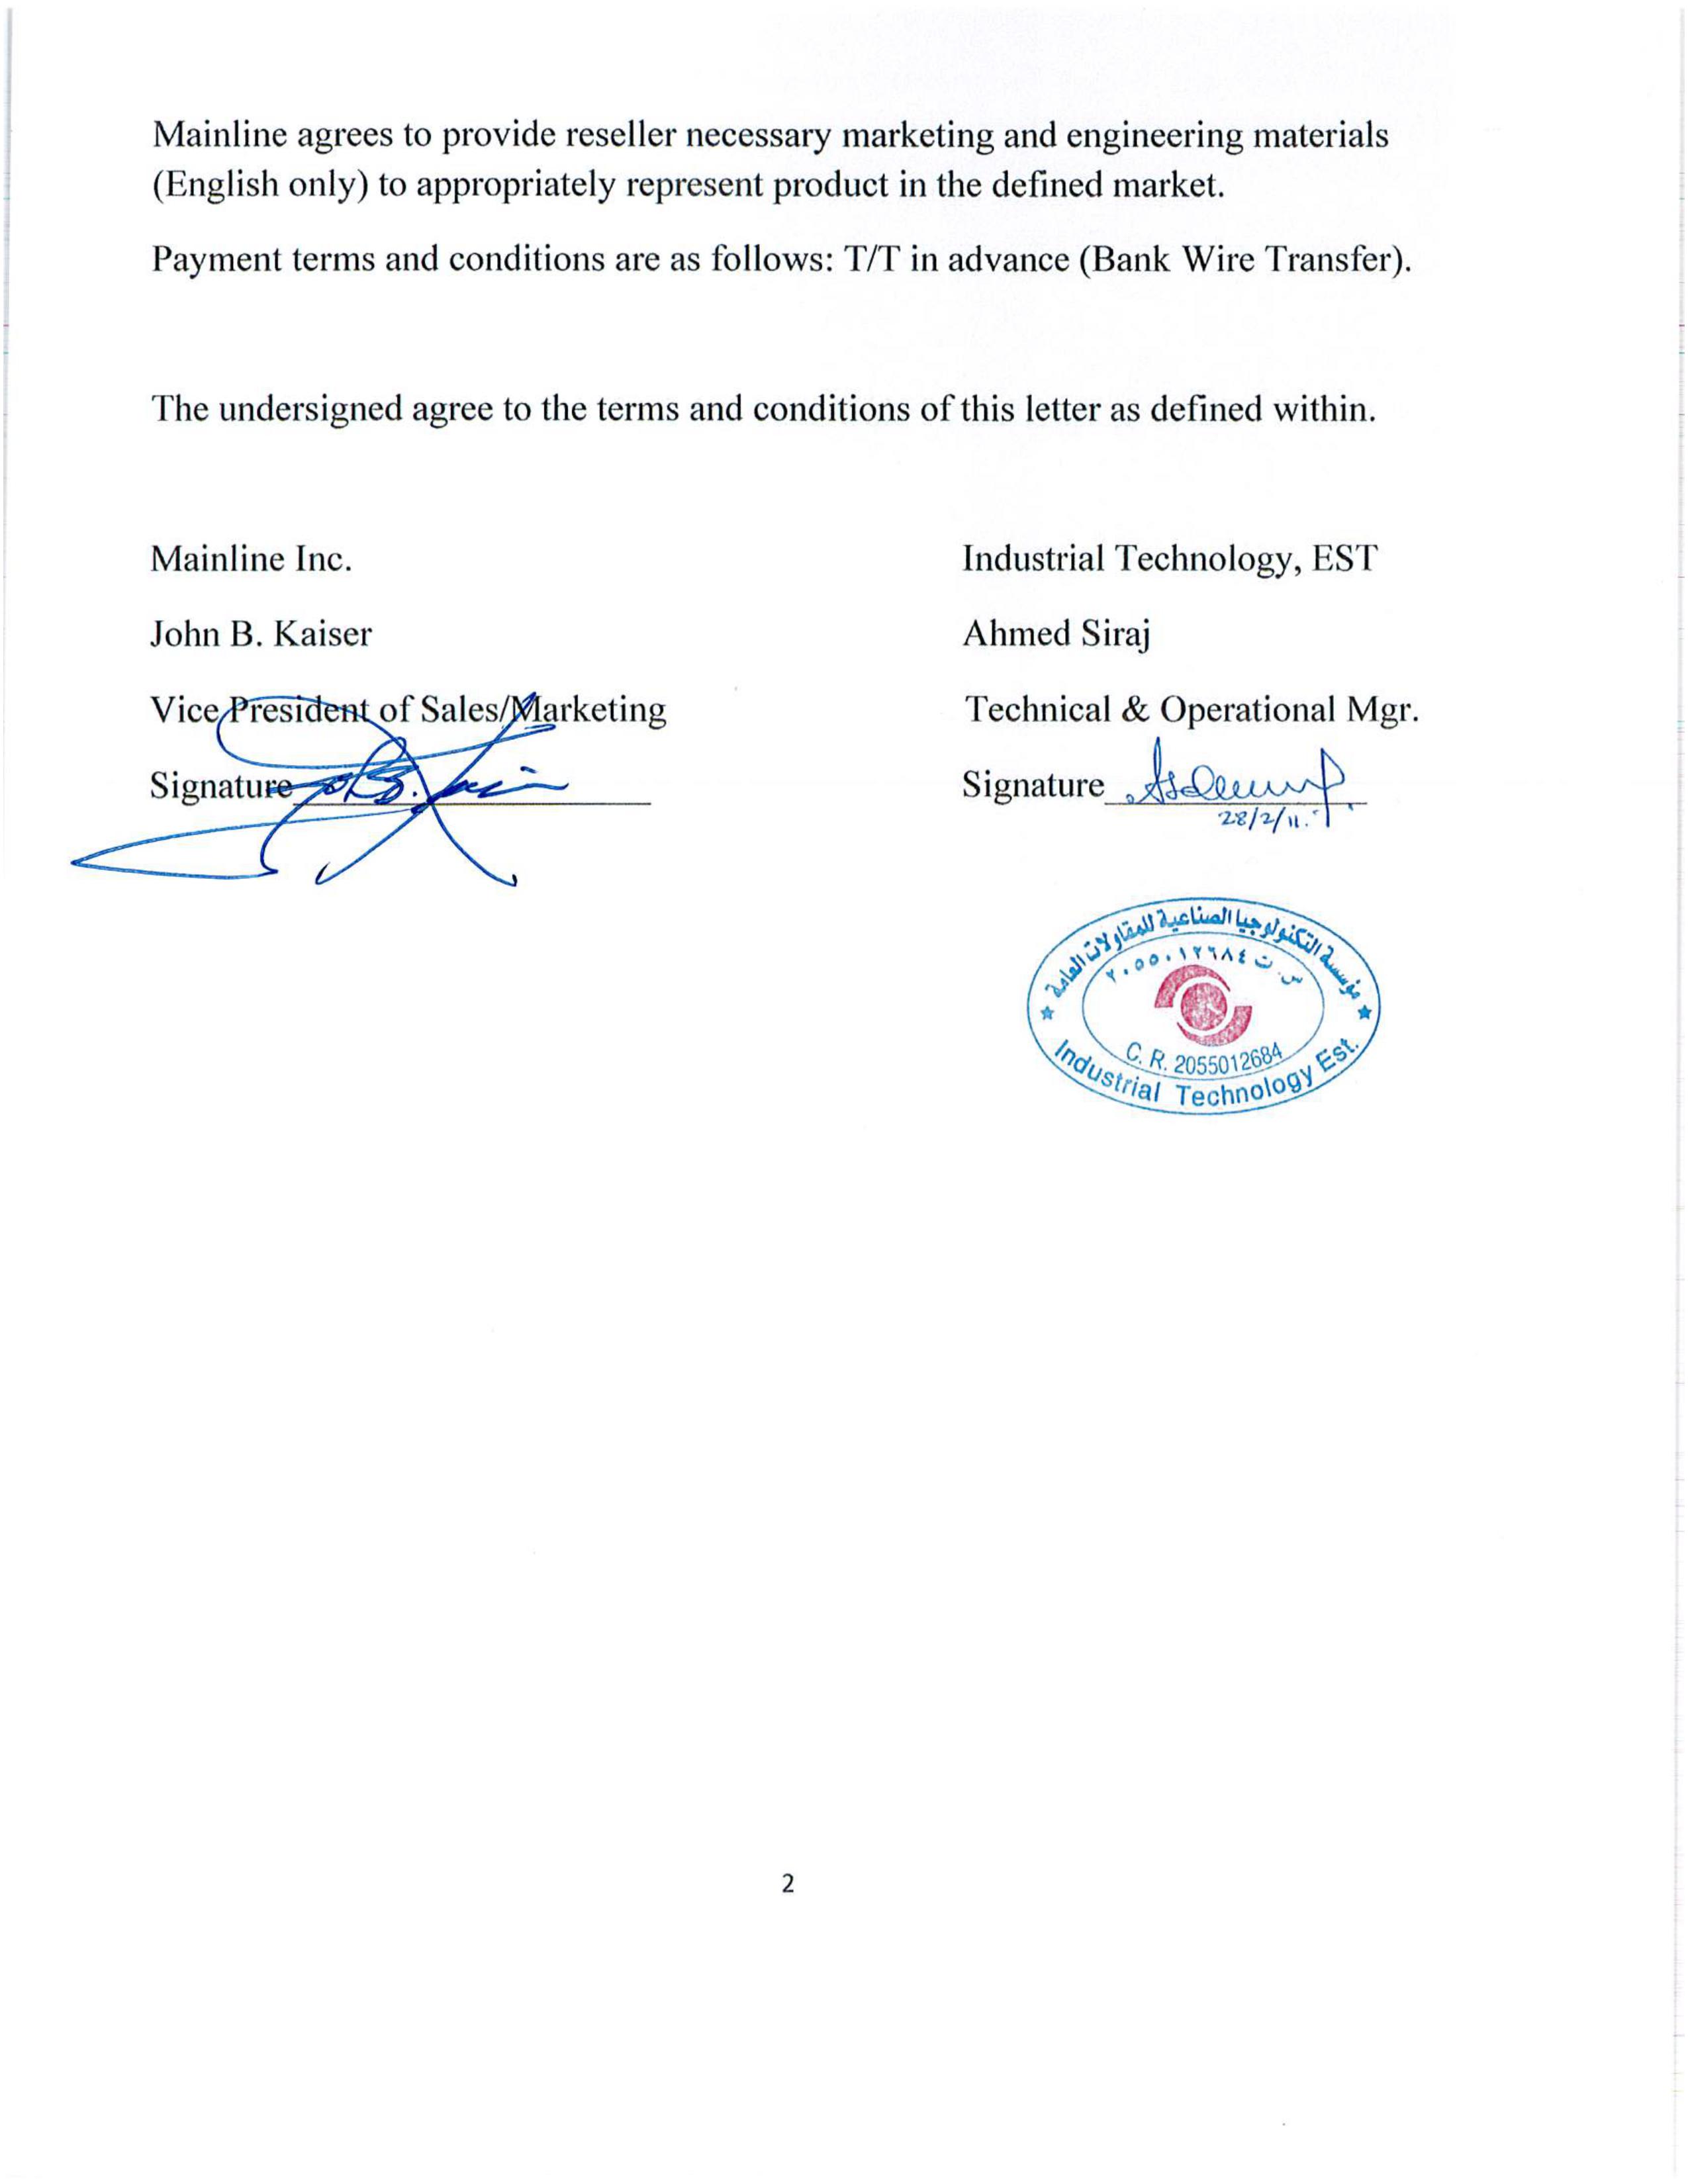 Mainline agrees to provide reseller necessary marketing and engineering materials
(English only) to appropriately represent product in the defined market.
Payment terms and conditions are as follows: T/T in advance (Bank Wire Transfer).
The undersigned agree to the terms and conditions of this letter as defined within.
Mainline Inc.
John B. Kaiser
Vice President of Sales/Marketing
Signature
Industrial Technology, EST
Ahmed Siraj
Technical & Operational Mgr.
Signature
28/2/11.
مؤسسة التكنولوجيا الصناعية للمقاولات العامة
س.ت ٢٠٥٥٠١٢٦٨٤
C. R. 2055012684
Industrial Technology Est.
2